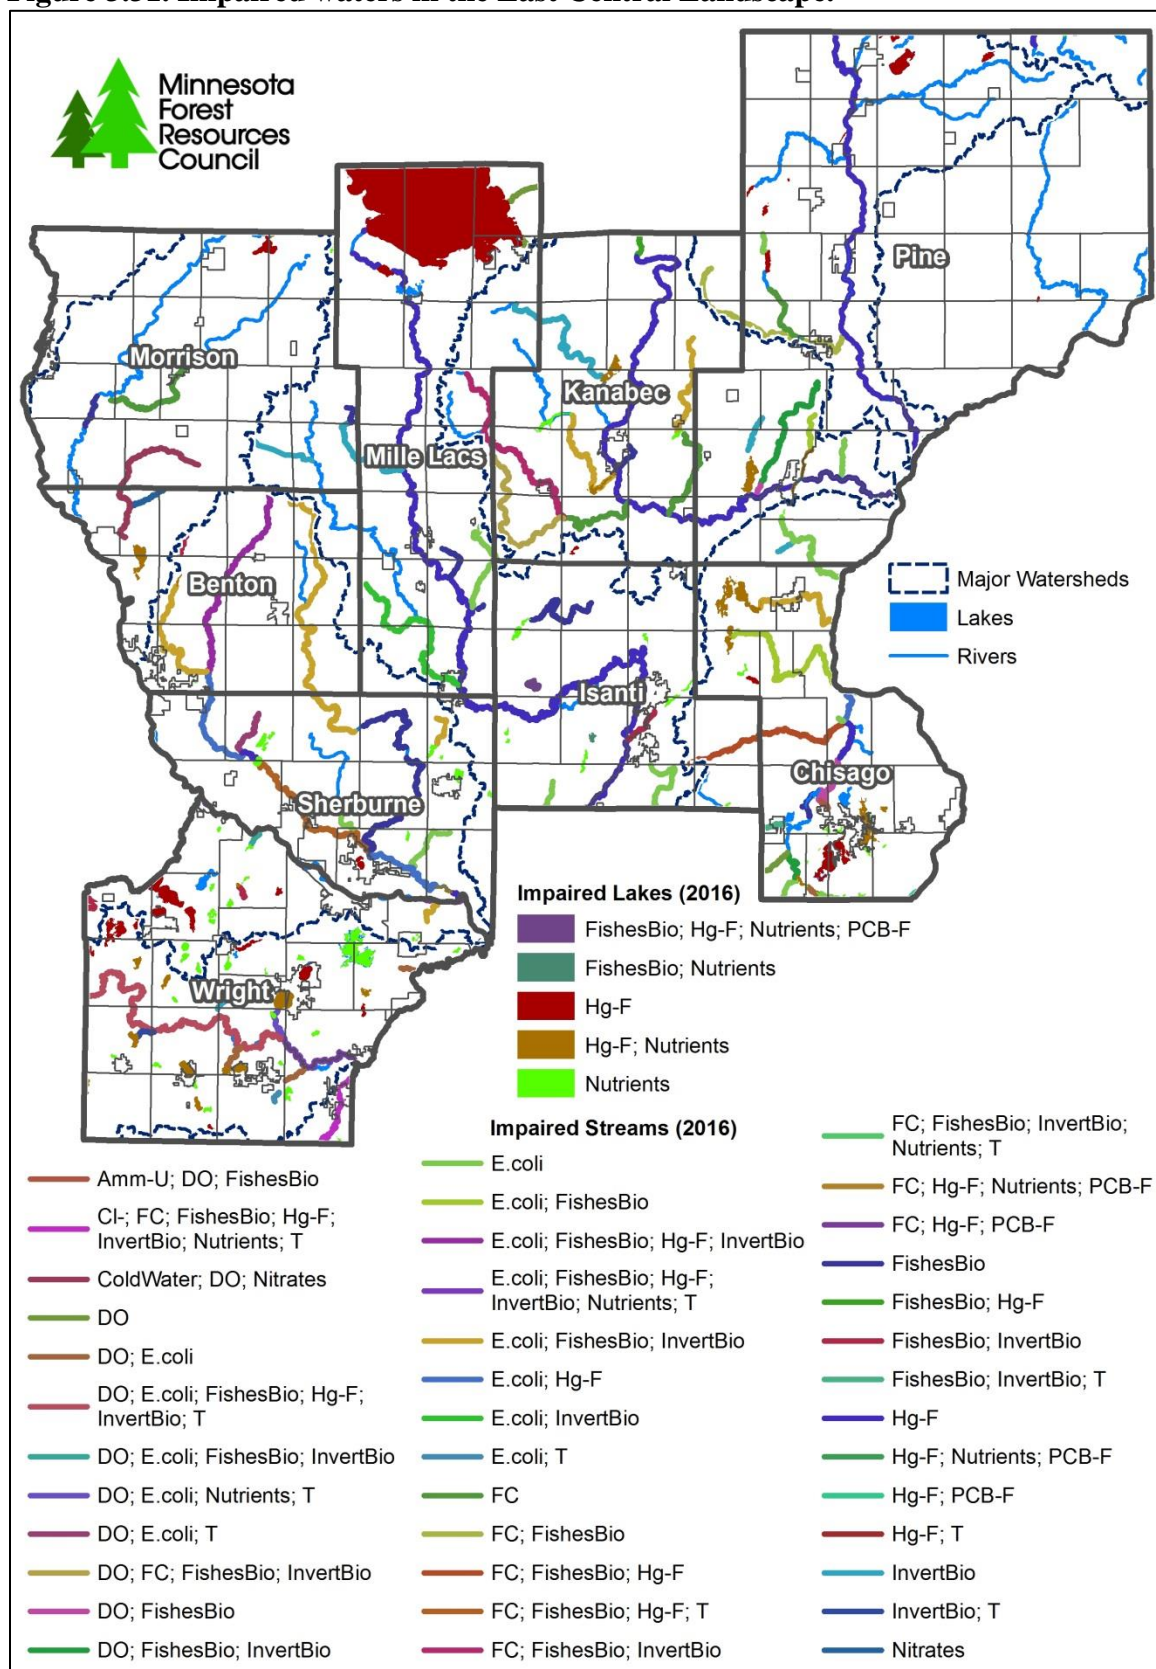 Figure 3.31. Impaired waters in the East Central Landscape.
Minnesota
Forest
Resources
Council
Pine
Morrison
Kanabec
Mille Lacs
Benton
Isanti
Chisago
Sherburne
Wright
Major Watersheds
Lakes
Rivers
Impaired Lakes (2016)
FishesBio; Hg-F; Nutrients; PCB-F
FishesBio; Nutrients
Hg-F
Hg-F; Nutrients
Nutrients
Impaired Streams (2016)
Amm-U; DO; FishesBio
Cl-; FC; FishesBio; Hg-F;
InvertBio; Nutrients; T
ColdWater; DO; Nitrates
DO
DO; E.coli
DO; E.coli; FishesBio; Hg-F;
InvertBio; T
DO; E.coli; FishesBio; InvertBio
DO; E.coli; Nutrients; T
DO; E.coli; T
DO; FC; FishesBio; InvertBio
DO; FishesBio
DO; FishesBio; InvertBio
E.coli
E.coli; FishesBio
E.coli; FishesBio; Hg-F; InvertBio
E.coli; FishesBio; Hg-F;
InvertBio; Nutrients; T
E.coli; FishesBio; InvertBio
E.coli; Hg-F
E.coli; InvertBio
E.coli; T
FC
FC; FishesBio
FC; FishesBio; Hg-F
FC; FishesBio; Hg-F; T
FC; FishesBio; InvertBio
FC; FishesBio; InvertBio;
Nutrients; T
FC; Hg-F; Nutrients; PCB-F
FC; Hg-F; PCB-F
FishesBio
FishesBio; Hg-F
FishesBio; InvertBio
FishesBio; InvertBio; T
Hg-F
Hg-F; Nutrients; PCB-F
Hg-F; PCB-F
Hg-F; T
InvertBio
InvertBio; T
Nitrates